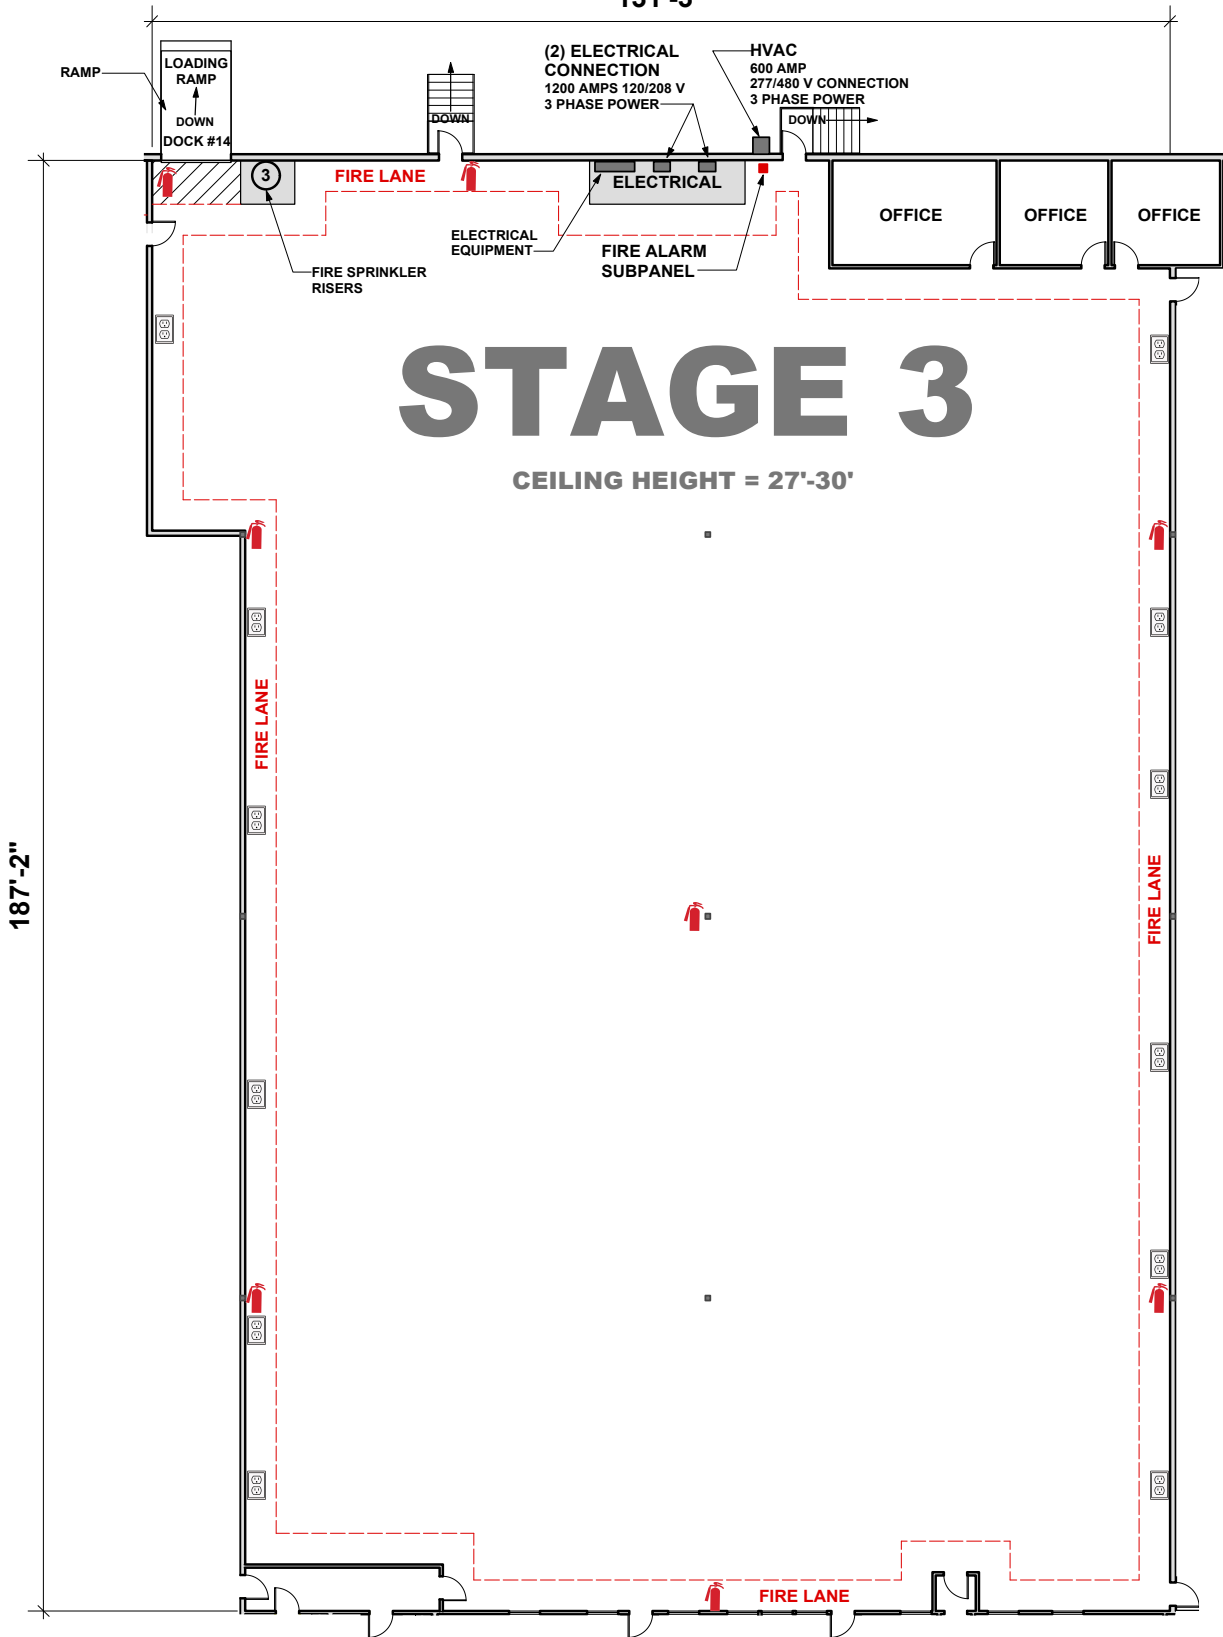 RAMP
LOADING
RAMP
DOWN
DOCK #14
DOWN
(2) ELECTRICAL
CONNECTION
1200 AMPS 120/208 V
3 PHASE POWER
HVAC
600 AMP
277/480 V CONNECTION
3 PHASE POWER
DOWN
3
FIRE LANE
ELECTRICAL
OFFICE
OFFICE
OFFICE
ELECTRICAL
EQUIPMENT
FIRE ALARM
SUBPANEL
FIRE SPRINKLER
RISERS
STAGE 3
CEILING HEIGHT = 27'-30'
FIRE LANE
187'-2"
FIRE LANE
FIRE LANE